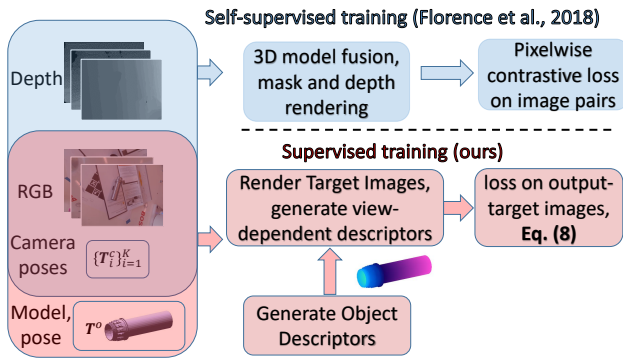 Self-supervised training (Florence et al., 2018)
Depth
3D model fusion,
mask and depth
rendering
Pixelwise
contrastive loss
on image pairs
Supervised training (ours)
RGB
Camera
poses
{T_i^c}_{i=1}^K
Render Target Images,
generate view-
dependent descriptors
loss on output-
target images,
Eq. (8)
Model,
pose
T^o
Generate Object
Descriptors